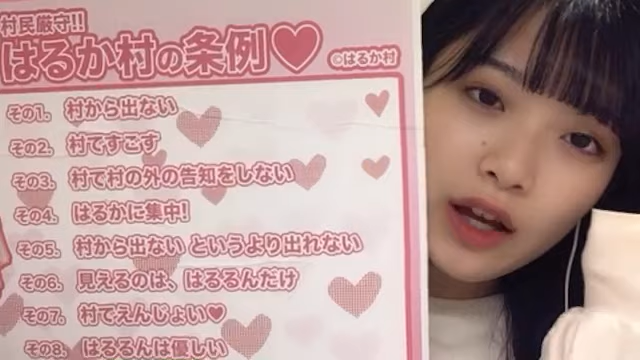 村民厳守!!
はるか村の条例♡
©はるか村
その1. 村から出ない
その2. 村ですごす
その3. 村で村の外の告知をしない
その4. はるかに集中!
その5. 村から出ない というより出れない
その6. 見えるのは、はるるんだけ
その7. 村でえんじょい♥
その8. はるるんは優しい